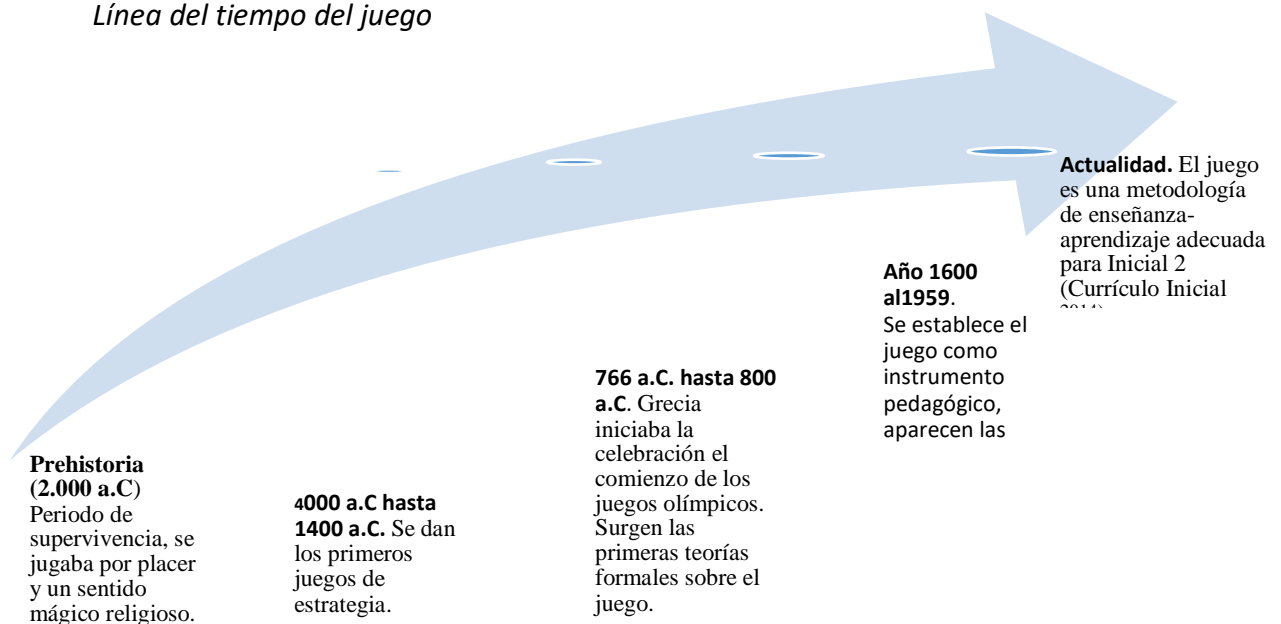 Línea del tiempo del juego
Prehistoria
(2.000 a.C)
Periodo de
supervivencia, se
jugaba por placer
y un sentido
mágico religioso.
4000 a.C hasta
1400 a.C. Se dan
los primeros
juegos de
estrategia.
766 a.C. hasta 800
a.C. Grecia
iniciaba la
celebración el
comienzo de los
juegos olímpicos.
Surgen las
primeras teorías
formales sobre el
juego.
Año 1600
al1959.
Se establece el
juego como
instrumento
pedagógico,
aparecen las
Actualidad. El juego
es una metodología
de enseñanza-
aprendizaje adecuada
para Inicial 2
(Currículo Inicial